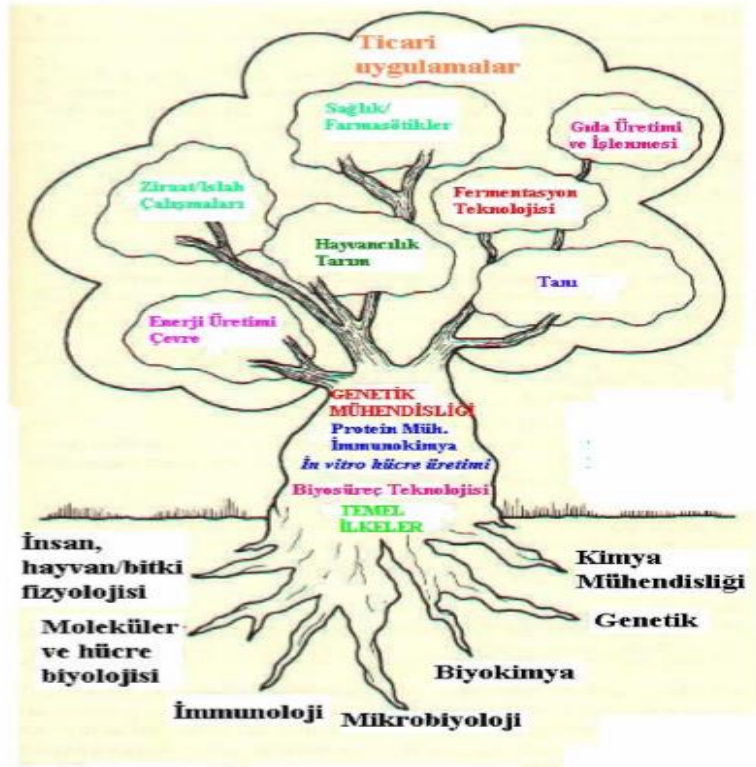 Ticari
uygulamalar
Sağlık/
Farmasötikler
Gıda Üretimi
ve İşlenmesi
Ziraat/Islah
Çalışmaları
Fermentasyon
Teknolojisi
Hayvancılık
Tarım
Tanı
Enerji Üretimi
Çevre
GENETİK
MÜHENDİSLİĞİ
Protein Müh.
İmmunokimya
İn vitro hücre üretimi
Biyosüreç Teknolojisi
TEMEL
İLKELER
İnsan,
hayvan/bitki
fizyolojisi
Kimya
Mühendisliği
Moleküler
ve hücre
biyolojisi
Genetik
Biyokimya
İmmunoloji
Mikrobiyoloji